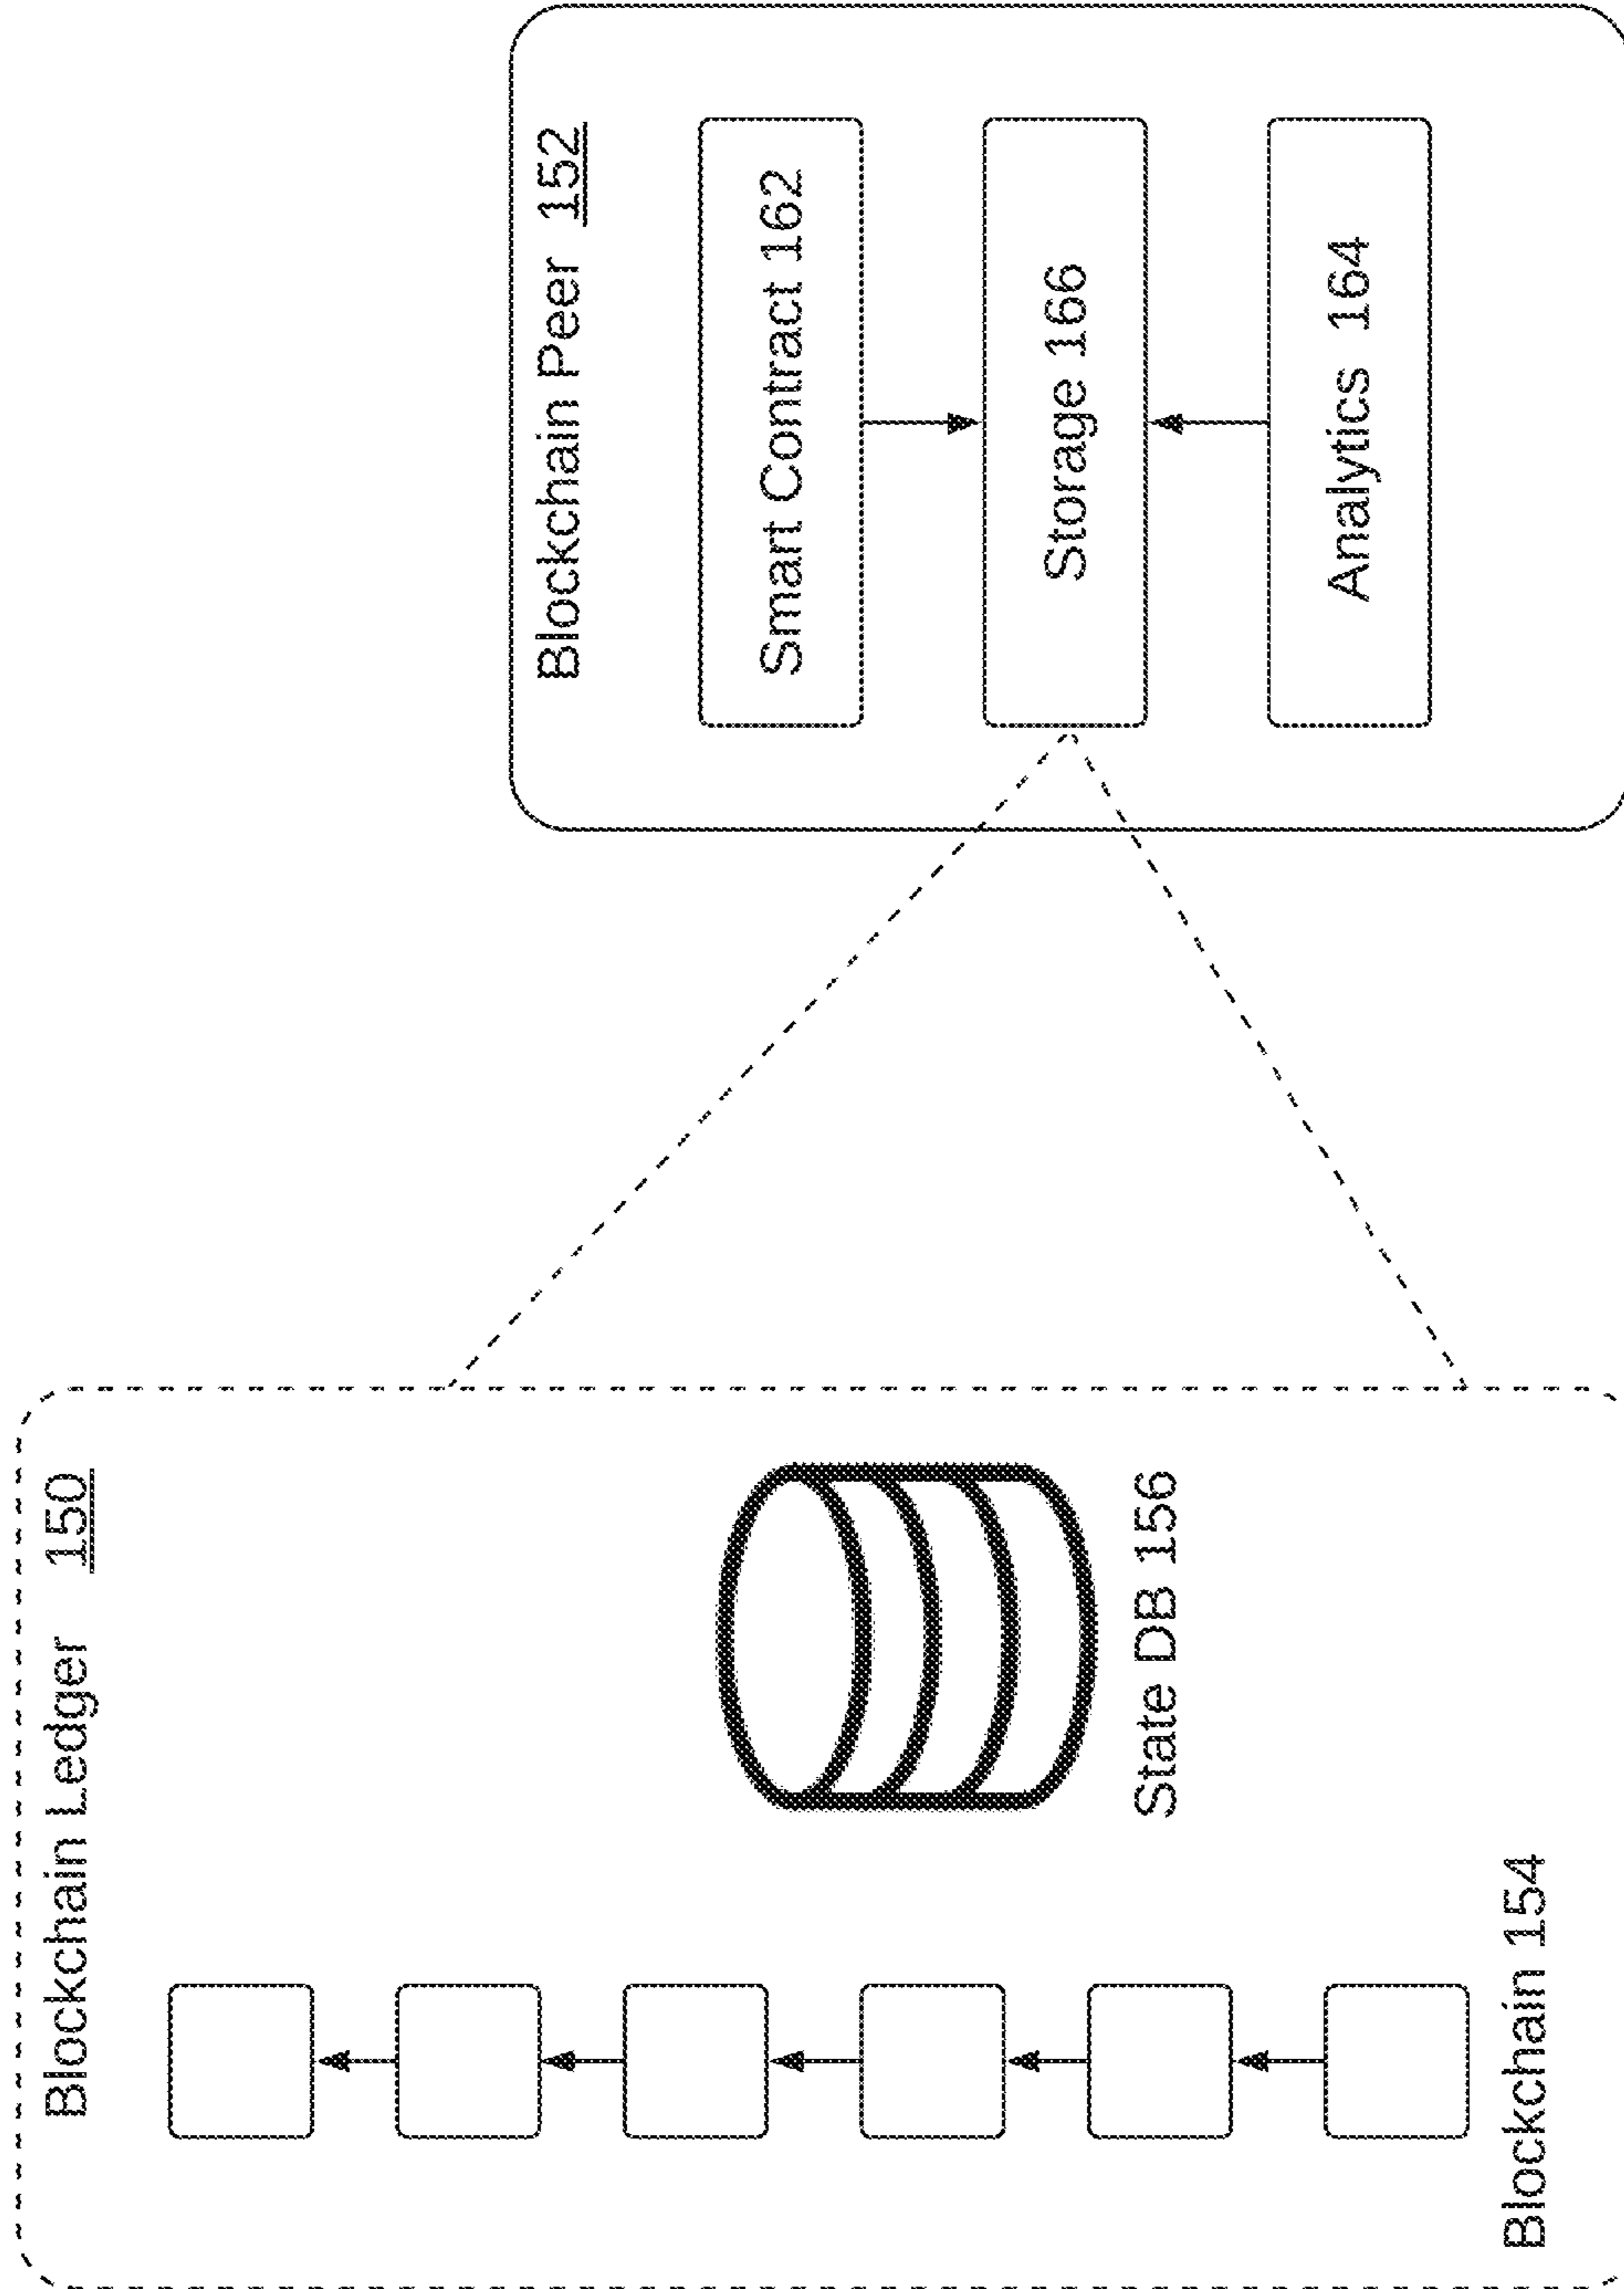 Blockchain Ledger 150
State DB 156
Blockchain 154
Blockchain Peer 152
Smart Contract 162
Storage 166
Analytics 164